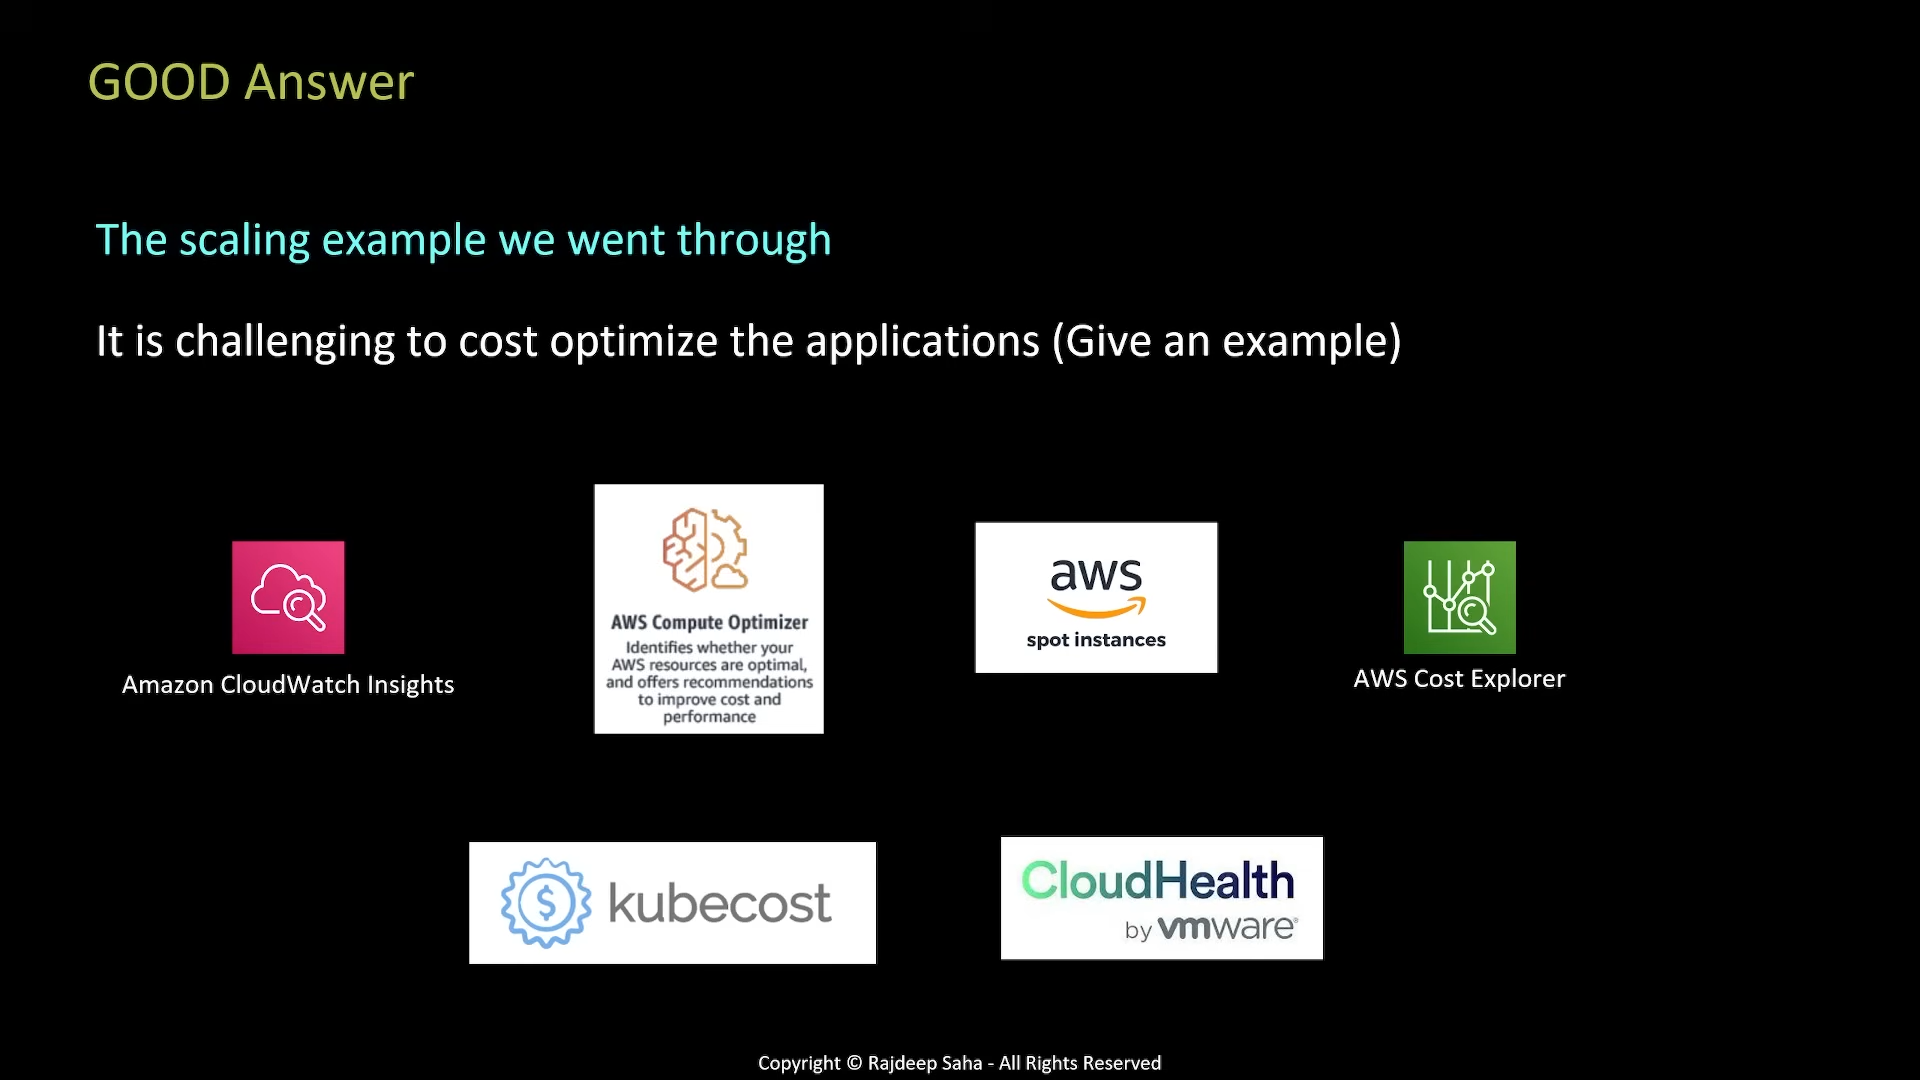 GOOD Answer
The scaling example we went through
It is challenging to cost optimize the applications (Give an example)
Amazon CloudWatch Insights
AWS Compute Optimizer
Identifies whether your
AWS resources are optimal,
and offers recommendations
to improve cost and
performance
aws
spot instances
AWS Cost Explorer
$ kubecost
CloudHealth
by vmware®
Copyright © Rajdeep Saha - All Rights Reserved